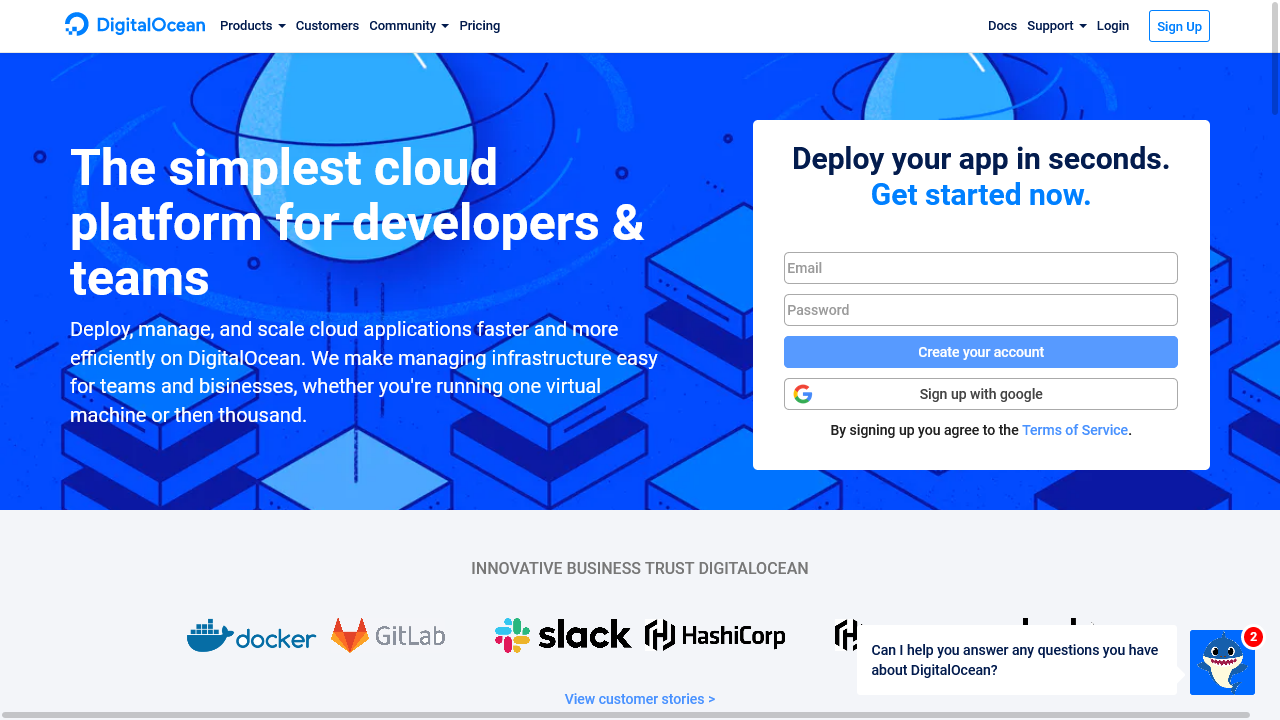 DigitalOcean Products Customers Community Pricing Docs Support Login Sign Up
The simplest cloud
platform for developers &
teams
Deploy, manage, and scale cloud applications faster and more
efficiently on DigitalOcean. We make managing infrastructure easy
for teams and bisinesses, whether you're running one virtual
machine or then thousand.
Deploy your app in seconds.
Get started now.
Email
Password
Create your account
Sign up with google
By signing up you agree to the Terms of Service.
INNOVATIVE BUSINESS TRUST DIGITALOCEAN
docker GitLab slack HashiCorp
Can I help you answer any questions you have
about DigitalOcean?
2
View customer stories >